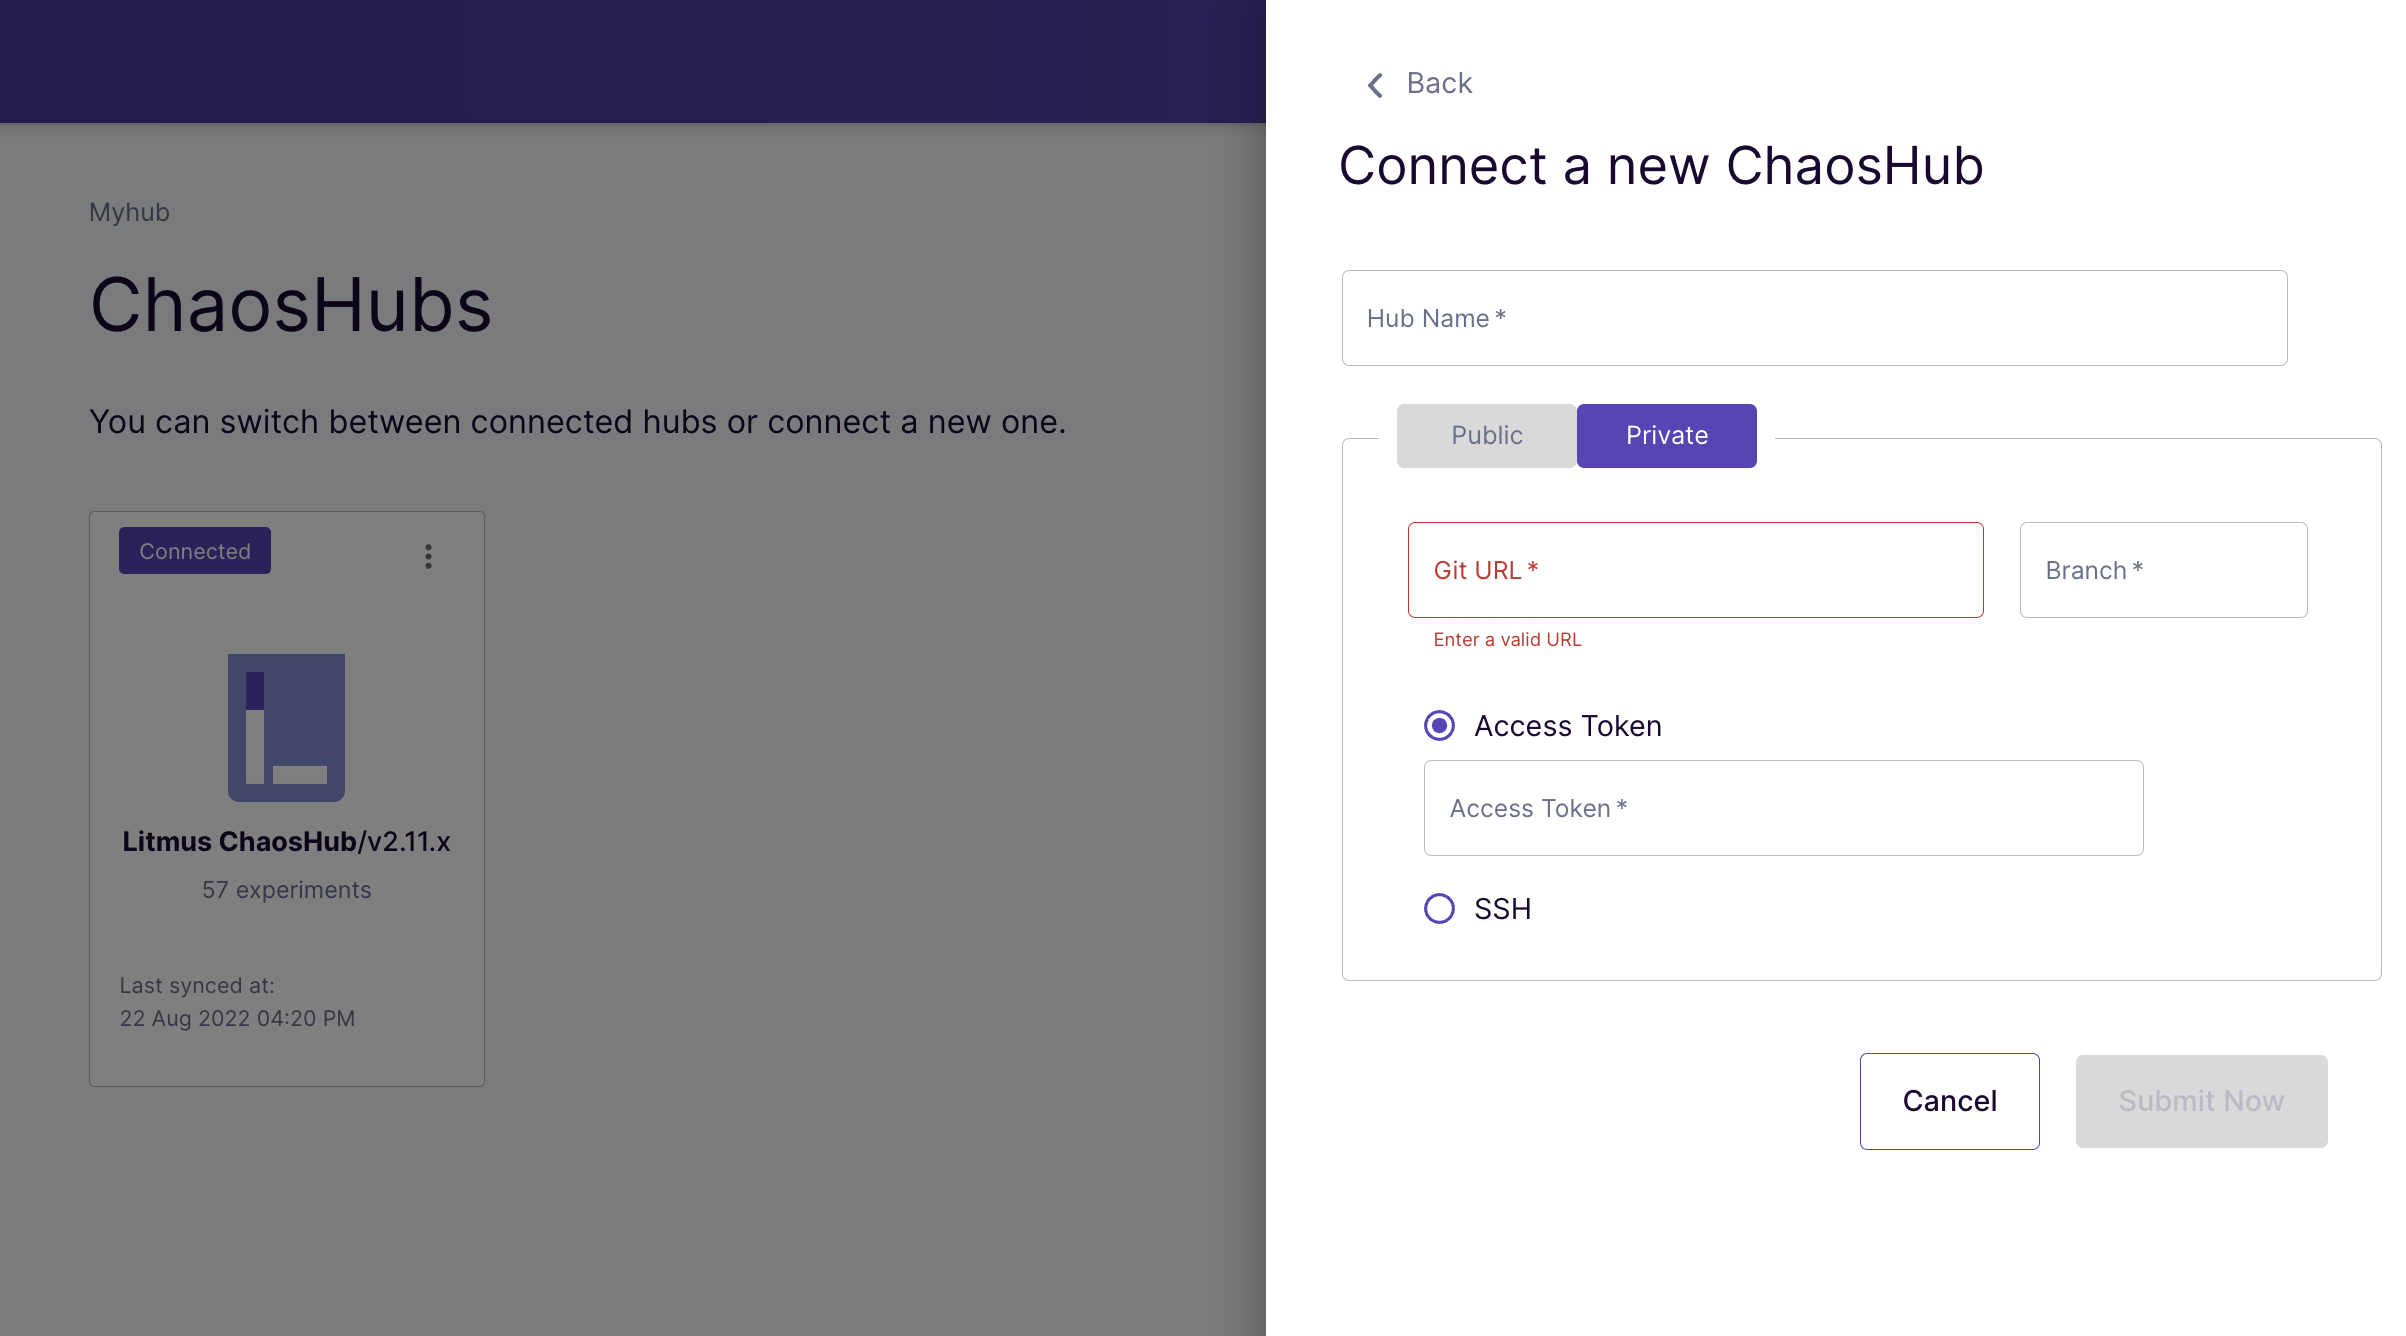 Myhub
ChaosHubs
You can switch between connected hubs or connect a new one.
Connected
Litmus ChaosHub/v2.11.x
57 experiments
Last synced at:
22 Aug 2022 04:20 PM
Back
Connect a new ChaosHub
Hub Name *
Public Private
Git URL * Branch *
Enter a valid URL
Access Token
Access Token *
SSH
Cancel Submit Now